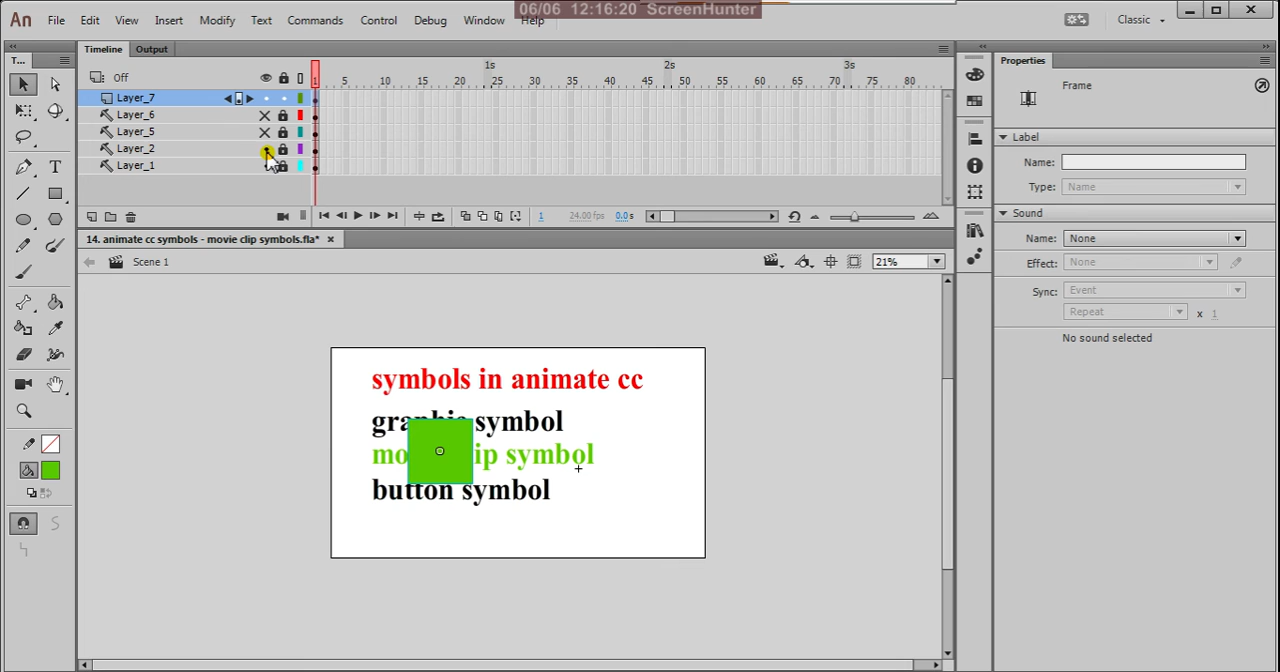 06/06 12:16:20 ScreenHunter
An File Edit View Insert Modify Text Commands Control Debug Window Help Classic
Timeline Output
T...
Properties
Off
1s 2s 3s
1 5 10 15 20 25 30 35 40 45 50 55 60 65 70 75 80
Layer_7
Layer_6
Layer_5
Layer_2
Layer_1
1 24.00 fps 0.0 s
14. animate cc symbols - movie clip symbols.fla*
Scene 1
21%
symbols in animate cc
symbol
ip symbol
button symbol
Frame
Label
Name:
Type: Name
Sound
Name: None
Effect: None
Sync: Event
Repeat x 1
No sound selected